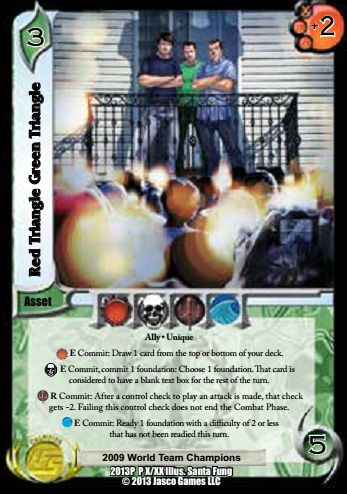 3
+2
Red Triangle Green Triangle
Asset
Ally • Unique
E Commit: Draw 1 card from the top or bottom of your deck.
E Commit, commit 1 foundation: Choose 1 foundation. That card is
considered to have a blank text box for the rest of the turn.
R Commit: After a control check to play an attack is made, that check
gets -2. Failing this control check does not end the Combat Phase.
E Commit: Ready 1 foundation with a difficulty of 2 or less
that has not been readied this turn.
5
2009 World Team Champions
2013P_P X/XX Illus. Santa Fung
© 2013 Jasco Games LLC